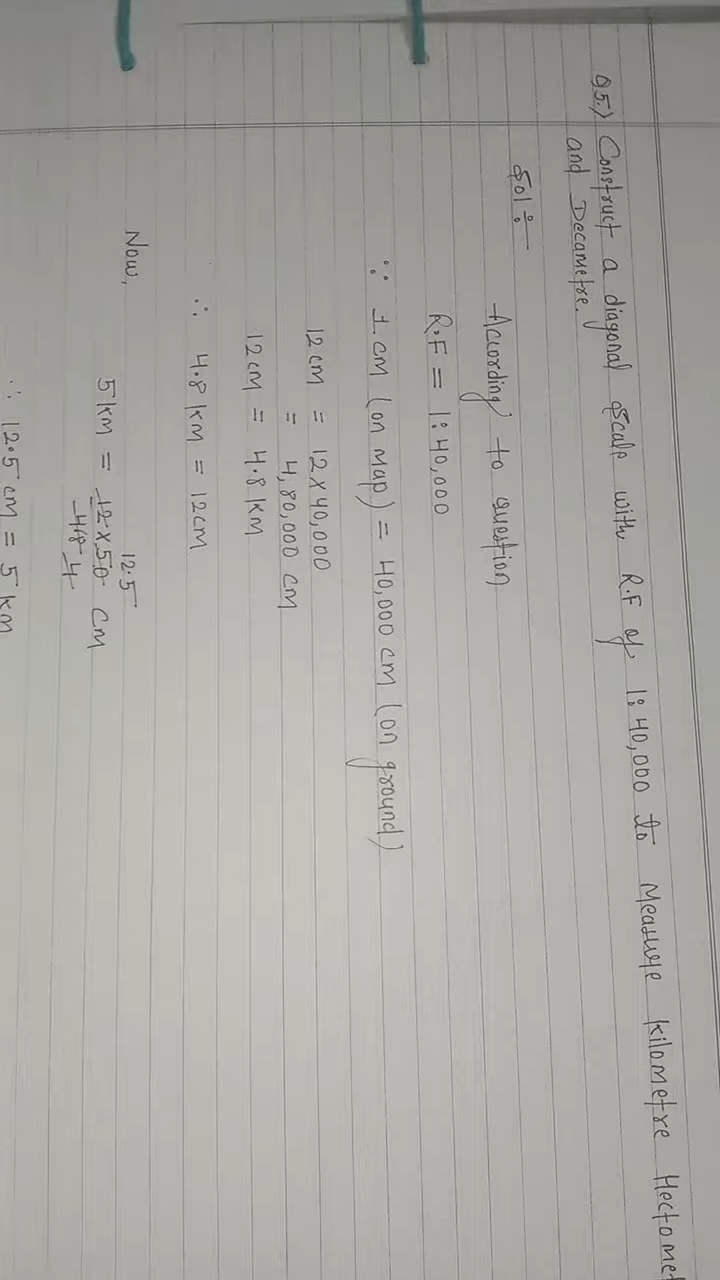 Q5.) Construct a diagonal Scale with R.F of 1:40,000 to Measure Kilometre Hectomet
and Decametre.
Sol:
According to question
R.F = 1:40,000
∵ 1 cm (on map) = 40,000 cm (on ground)
12 cm = 12 x 40,000
= 4,80,000 cm
12 cm = 4.8 km
∴ 4.8 km = 12 cm
Now,
12.5
5 km = 12 x 50 cm
48 4
∴ 12.5 cm = 5 km